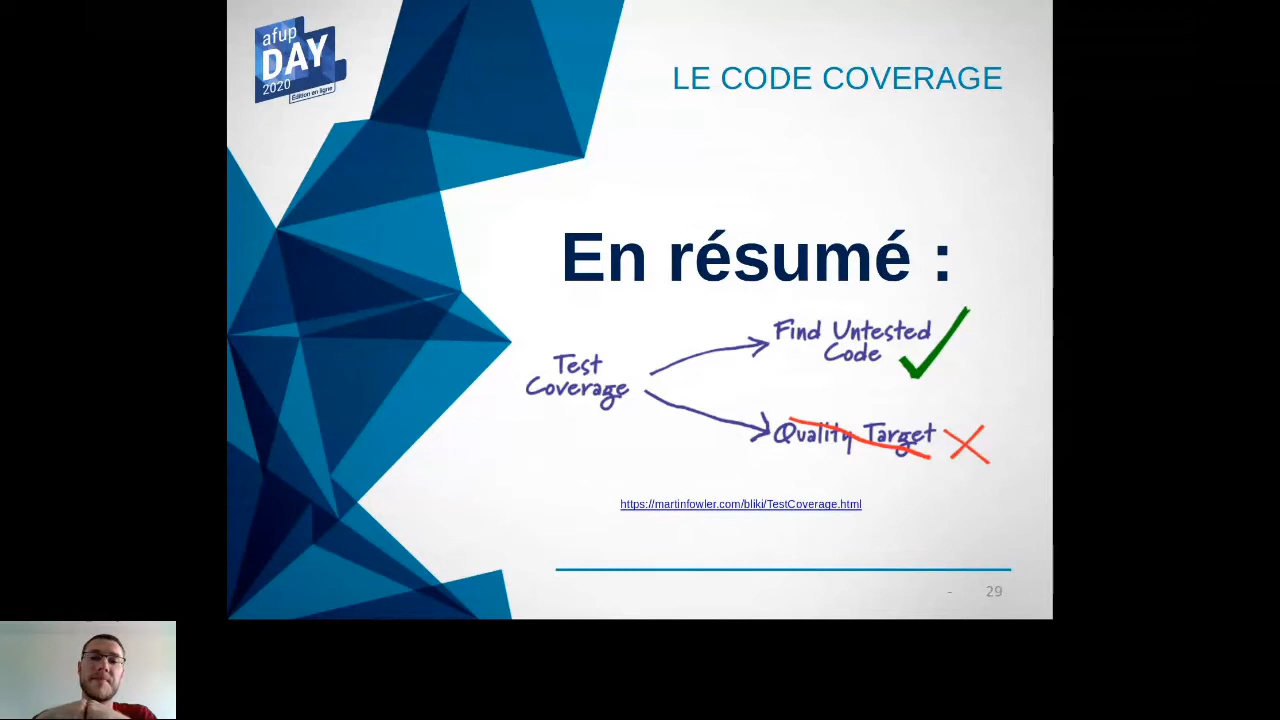 afup
DAY
2020
Édition en ligne
LE CODE COVERAGE
En résumé :
Find Untested
Code
Test
Coverage
Quality Target
https://martinfowler.com/bliki/TestCoverage.html
- 29